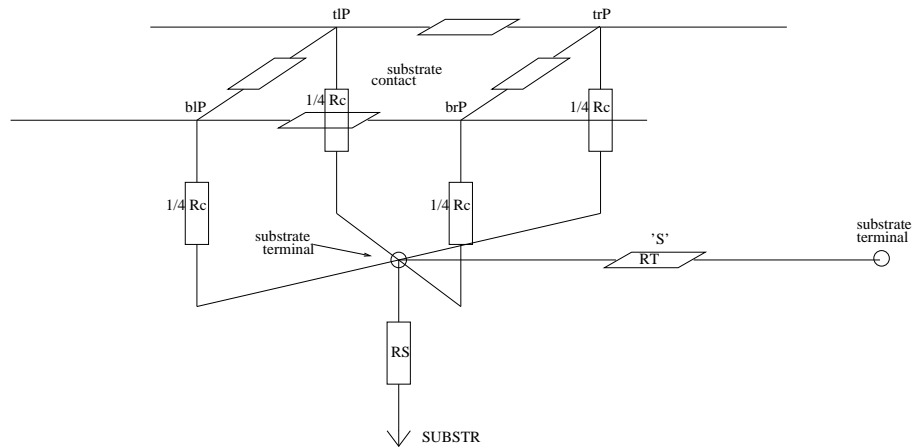 tlP
trP
substrate
contact
blP
1/4 Rc
brP
1/4 Rc
1/4 Rc
1/4 Rc
substrate
terminal
'S'
RT
substrate
terminal
RS
SUBSTR